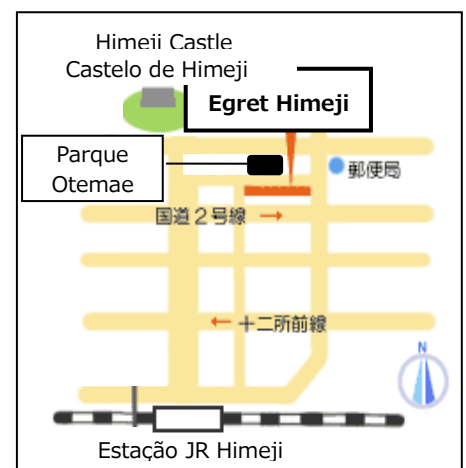 Himeji Castle
Castelo de Himeji
Egret Himeji
Parque
Otemae
郵便局
国道2号線 →
← 十二所前線
N
Estação JR Himeji